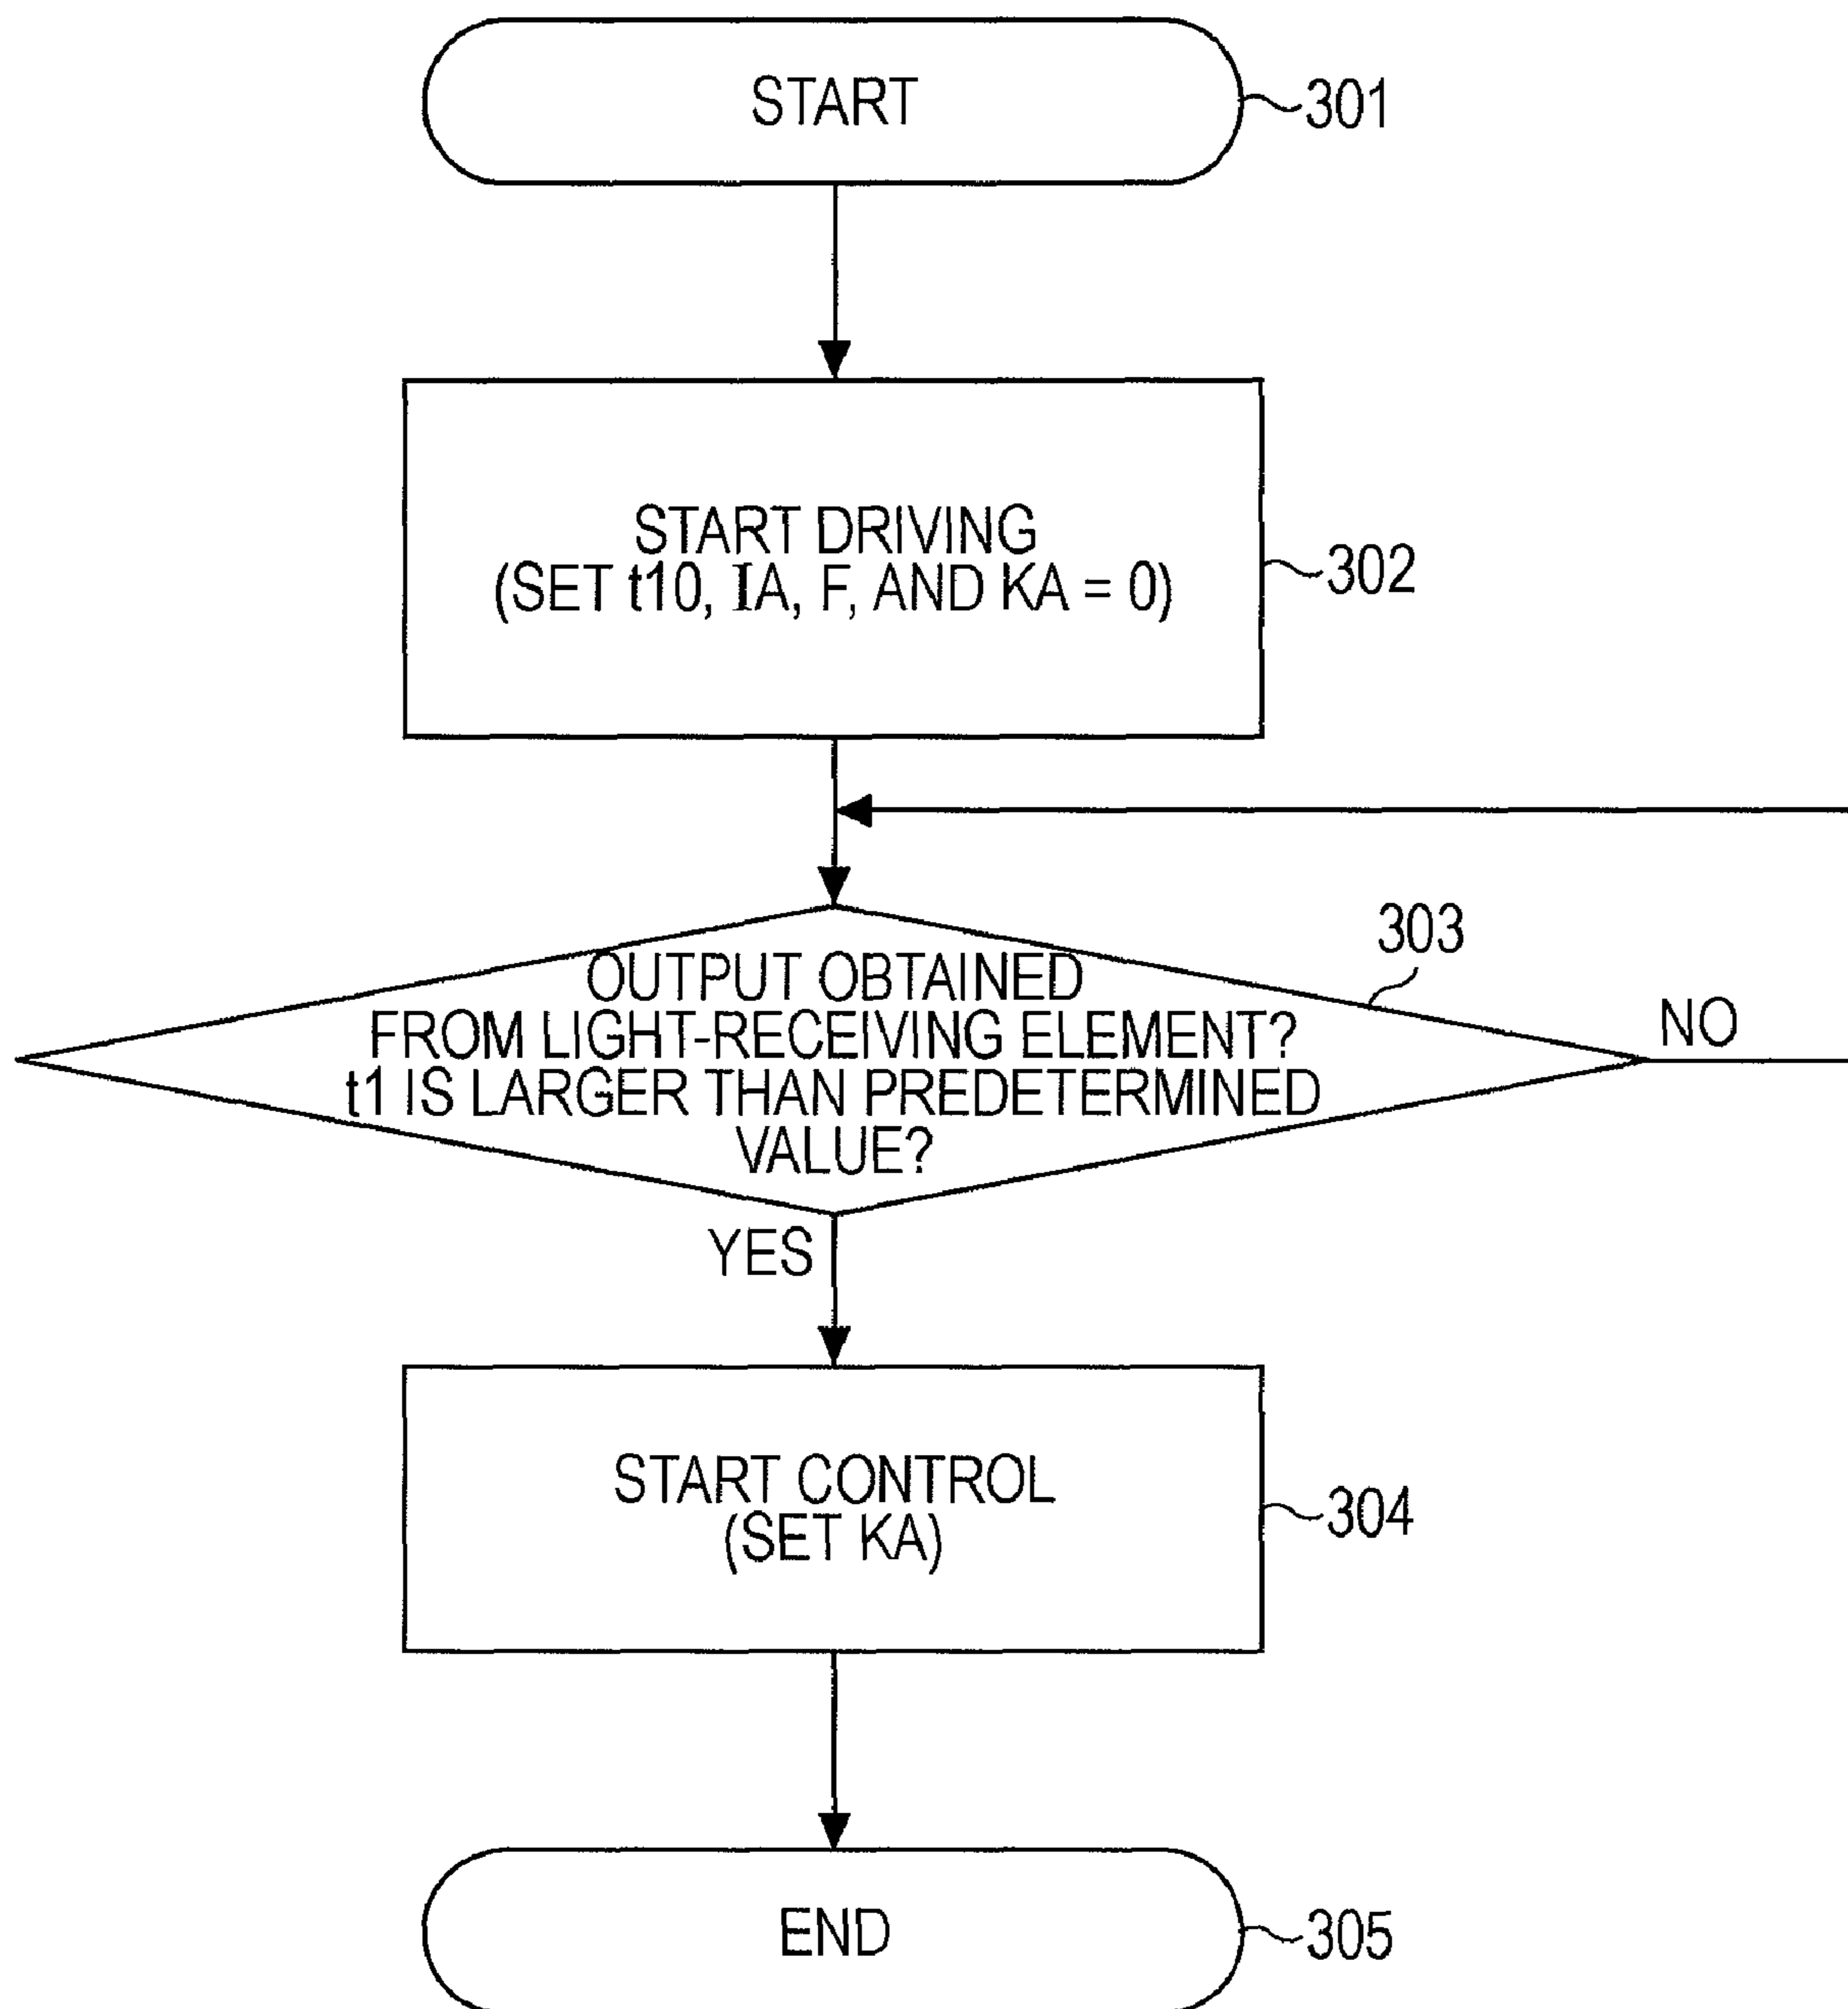 START
301
START DRIVING
(SET t10, IA, F, AND KA = 0)
302
303
OUTPUT OBTAINED
FROM LIGHT-RECEIVING ELEMENT?
t1 IS LARGER THAN PREDETERMINED
VALUE?
NO
YES
START CONTROL
(SET KA)
304
END
305